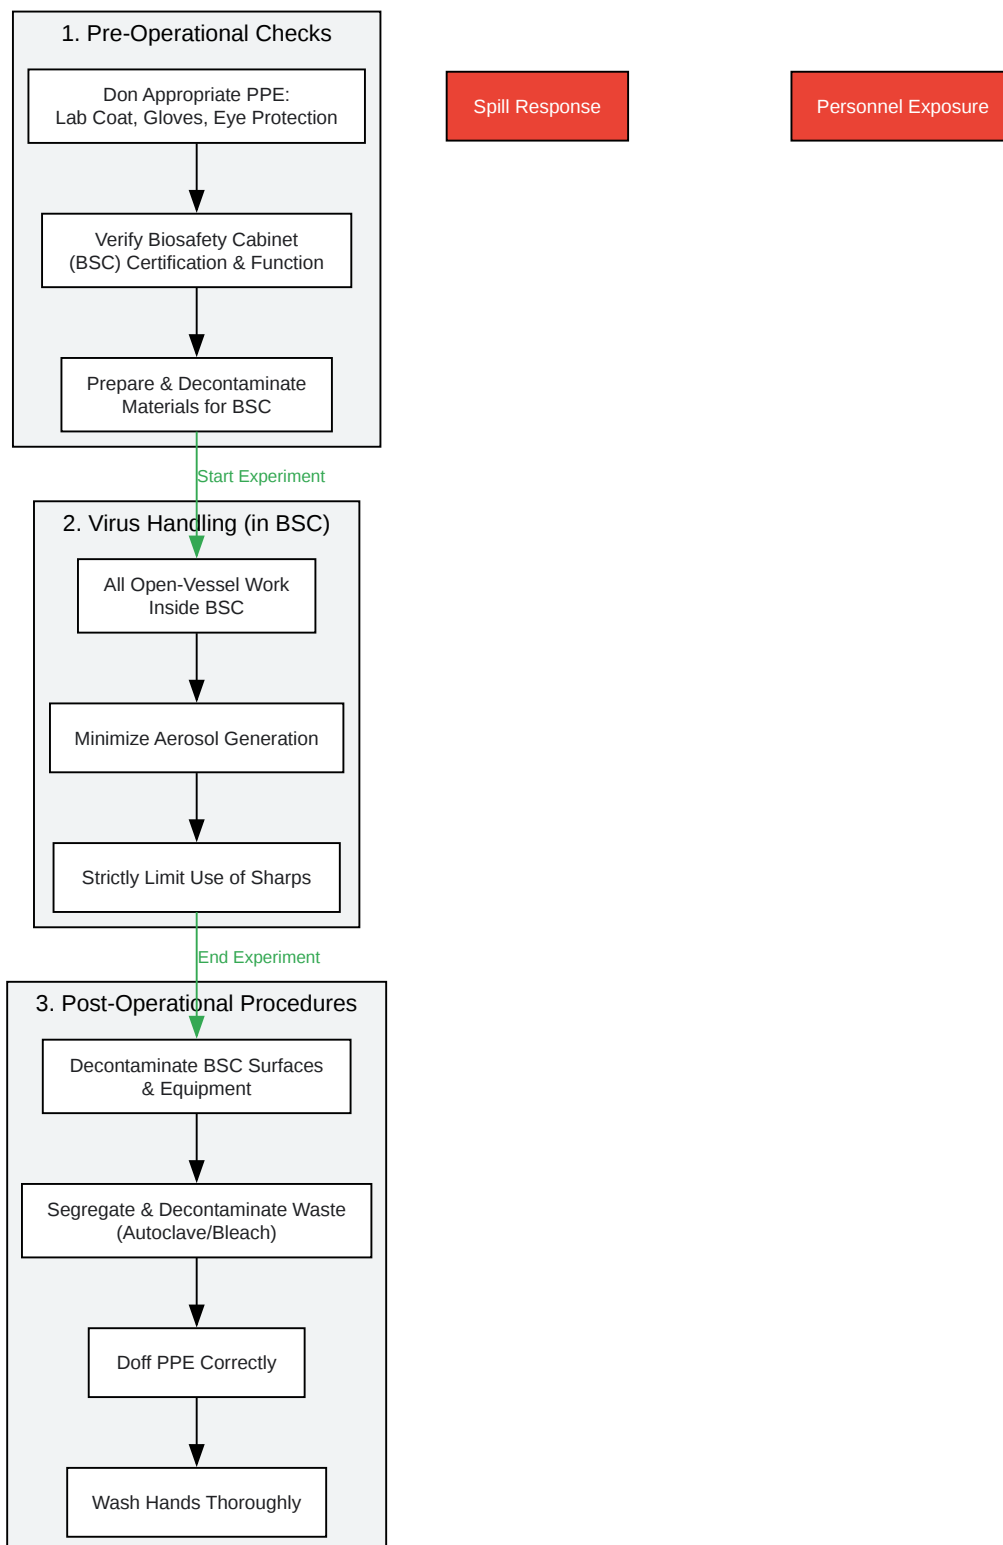 1. Pre-Operational Checks
Don Appropriate PPE:
Lab Coat, Gloves, Eye Protection
Spill Response
Personnel Exposure
Verify Biosafety Cabinet
(BSC) Certification & Function
Prepare & Decontaminate
Materials for BSC
Start Experiment
2. Virus Handling (in BSC)
All Open-Vessel Work
Inside BSC
Minimize Aerosol Generation
Strictly Limit Use of Sharps
End Experiment
3. Post-Operational Procedures
Decontaminate BSC Surfaces
& Equipment
Segregate & Decontaminate Waste
(Autoclave/Bleach)
Doff PPE Correctly
Wash Hands Thoroughly